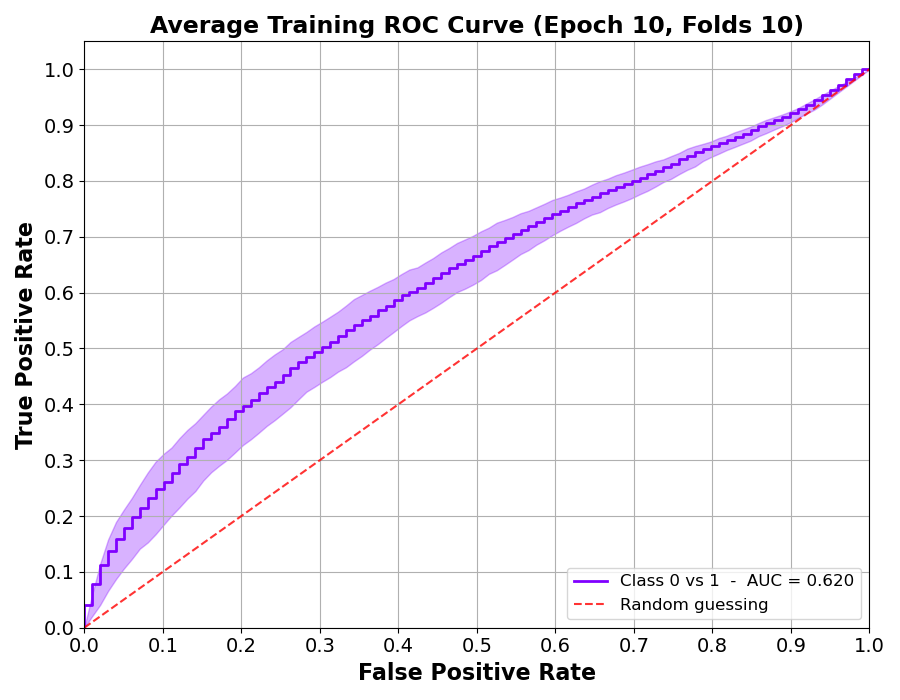 Average Training ROC Curve (Epoch 10, Folds 10)
True Positive Rate
1.0
0.9
0.8
0.7
0.6
0.5
0.4
0.3
0.2
0.1
0.0
Class 0 vs 1 - AUC = 0.620
Random guessing
0.0 0.1 0.2 0.3 0.4 0.5 0.6 0.7 0.8 0.9 1.0
False Positive Rate